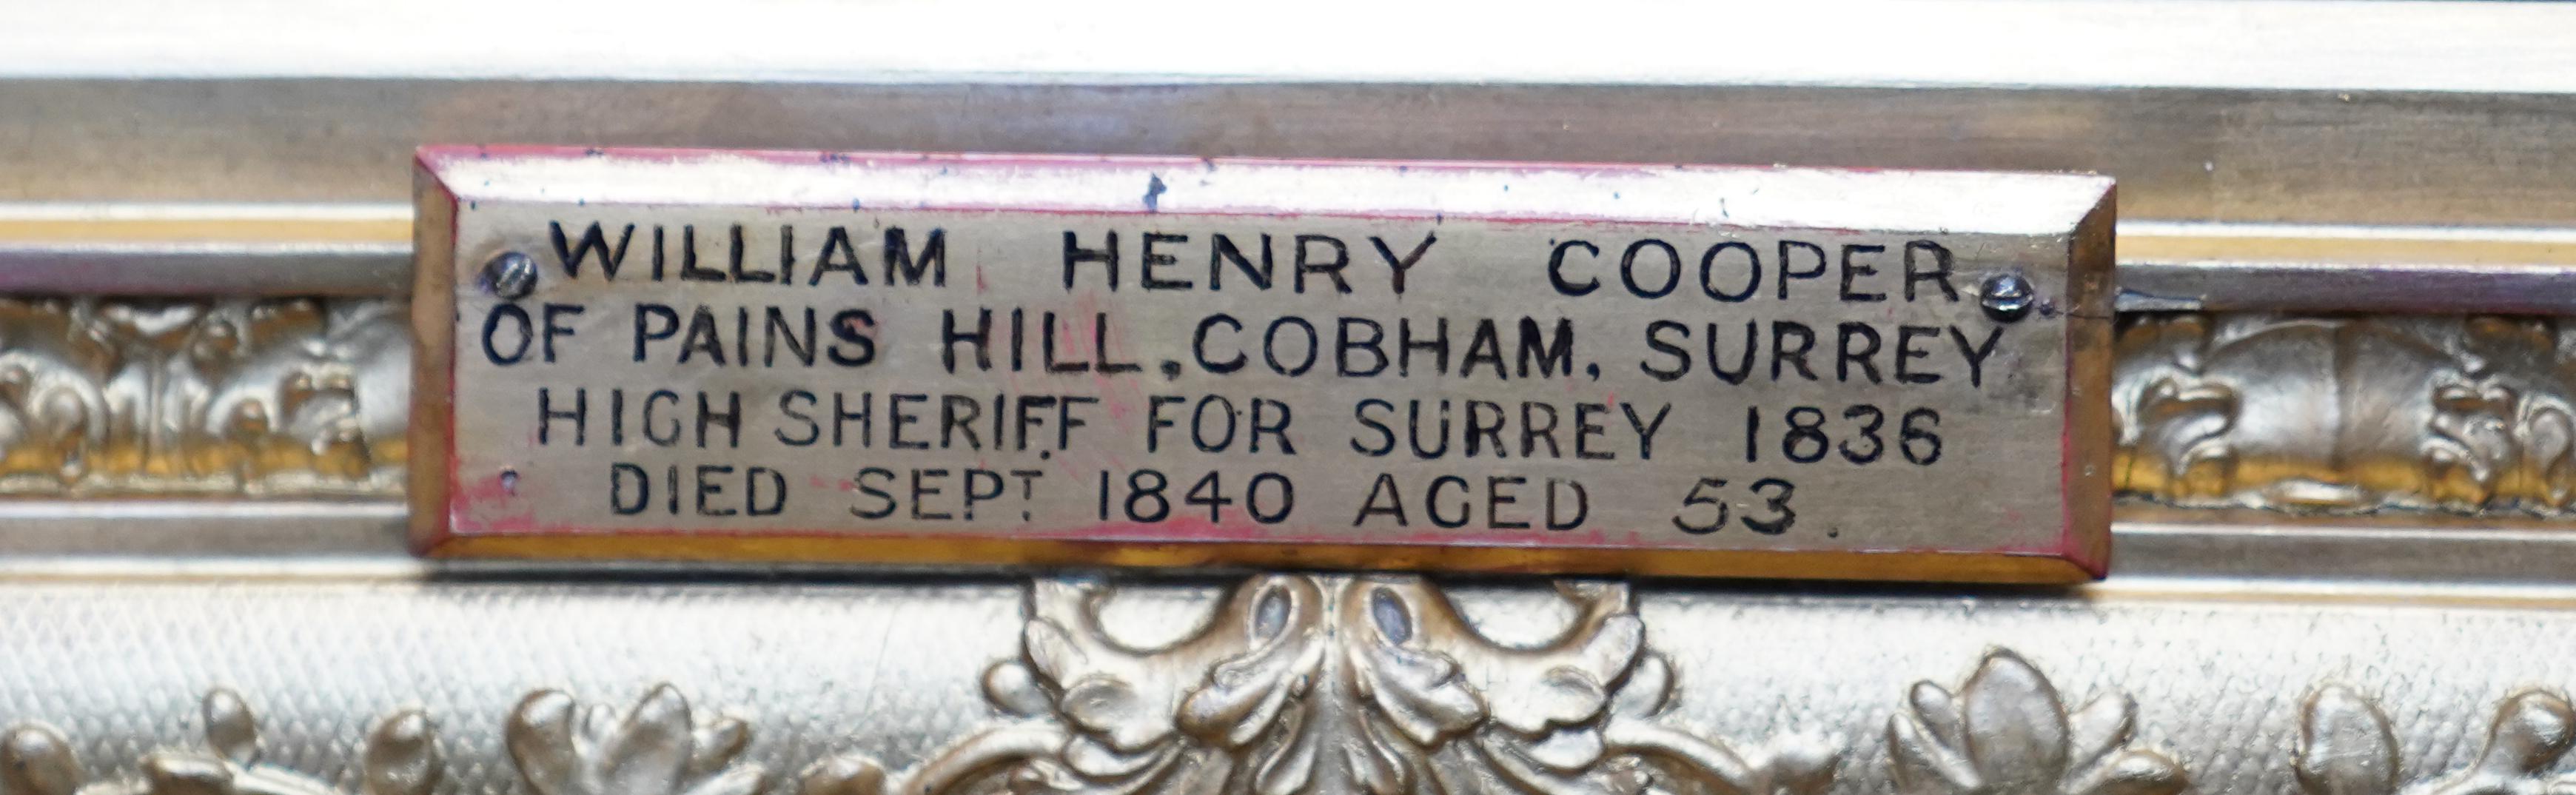 WILLIAM HENRY COOPER
OF PAINS HILL, COBHAM, SURREY
HIGH SHERIFF FOR SURREY 1836
DIED SEPT. 1840 AGED 53.